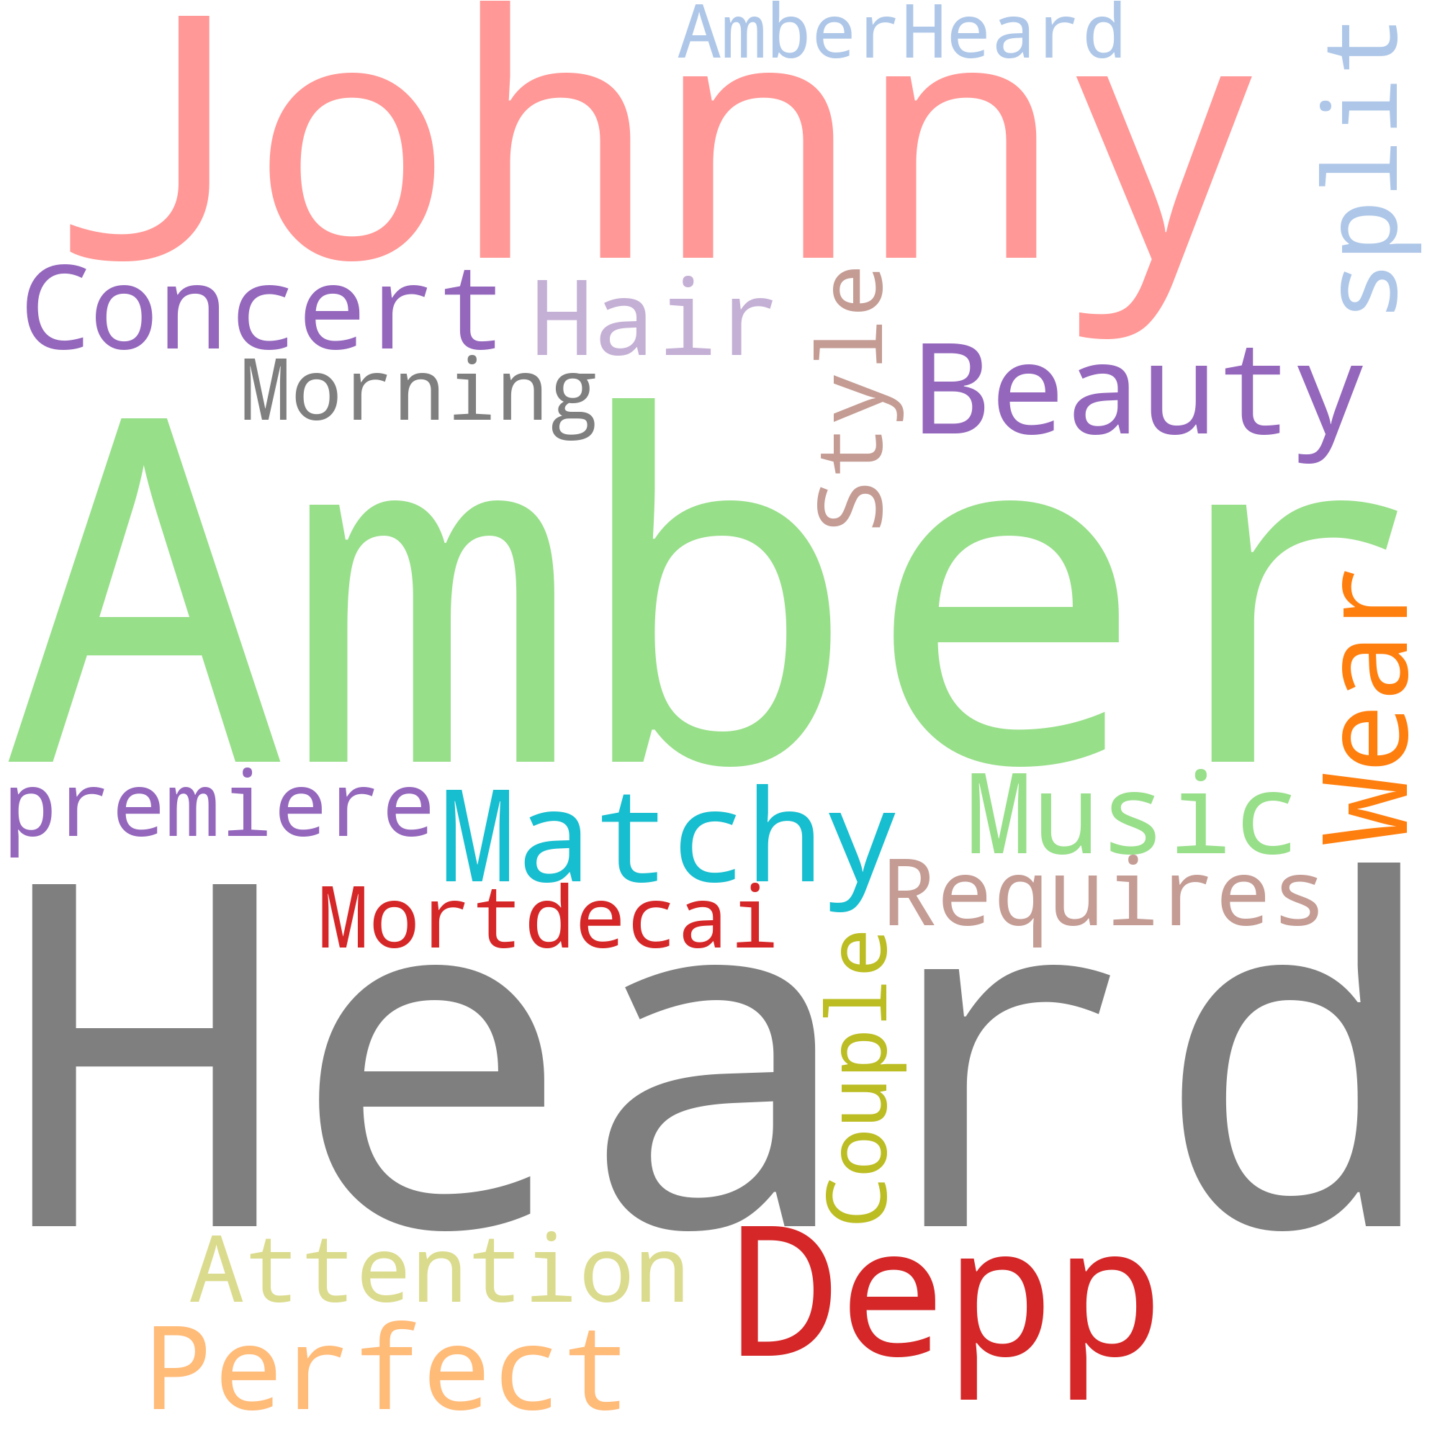 AmberHeard
Johnny
split
Concert
Hair
Style
Beauty
Morning
Amber
Wear
premiere
Matchy
Music
Requires
Mortdecai
Heard
Couple
Attention
Depp
Perfect